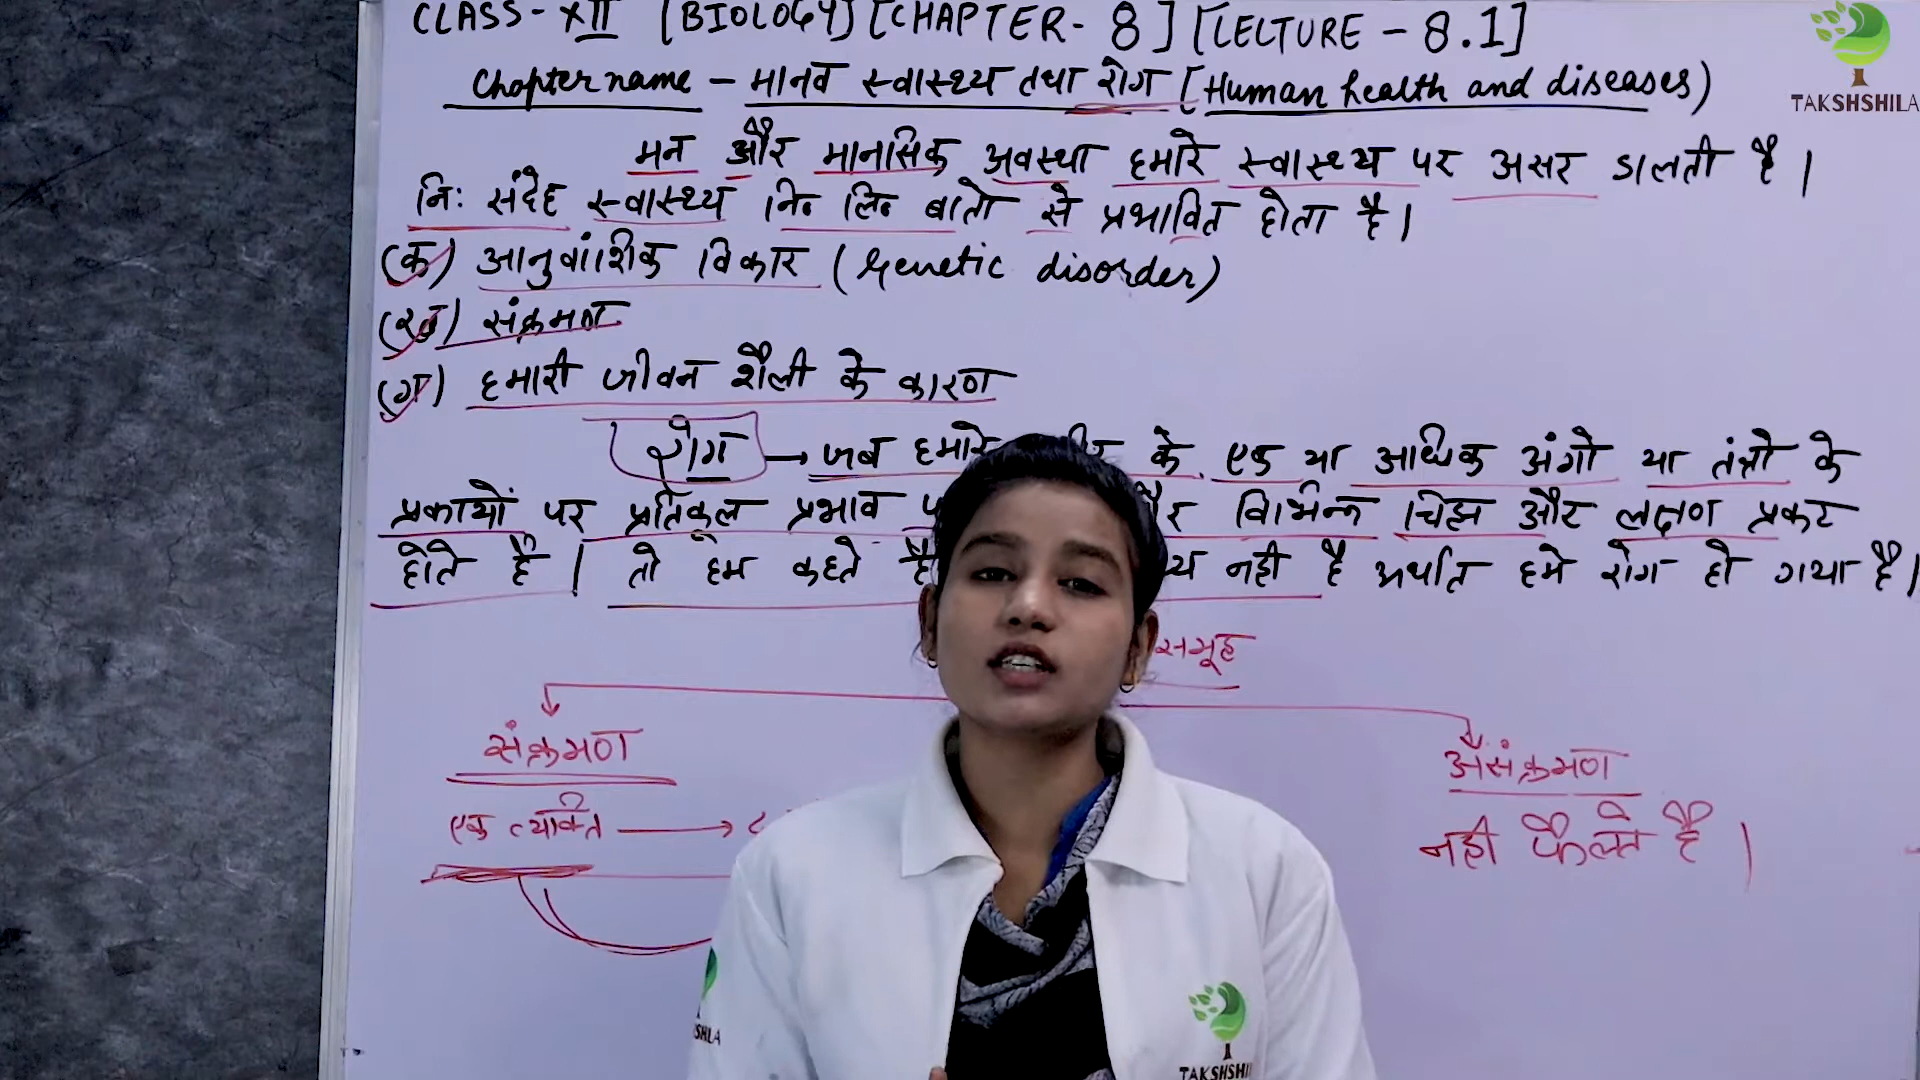 CLASS-XII [BIOLOGY] [CHAPTER-8] [LECTURE-8.1]
Chapter name - मानव स्वास्थ्य तथा रोग [Human health and diseases)
मन और मानसिक अवस्था हमारे स्वास्थ्य पर असर डालती है।
नि: संदेह स्वास्थ्य बातो से प्रभावित होता है।
(क) आनुवांशिक विकार (Genetic disorder)
(ख) संक्रमण
(ग) हमारी जीवन शैली के कारण
रोग → जब हमारे के एक या आधिक अंगो या तंत्रो के
प्रकार्यो पर प्रतिकूल प्रभाव विभिन्न चिह्न और लक्षण प्रकट
होते है। तो हम कहते नही है अर्थात हमे रोग हो गया है।
समूह
संक्रमण
असंक्रमण
एक व्यक्ति →
नही फैलते है।
TAKSHSHILA
SHILA
TAKSHSHI